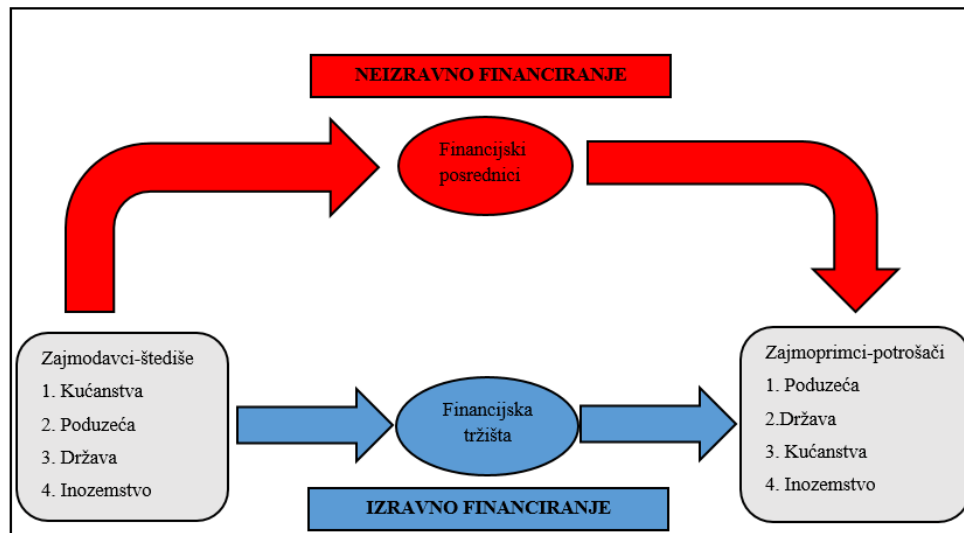 NEIZRAVNO FINANCIRANJE
Financijski
posrednici
Zajmodavci-štediše
1. Kućanstva
2. Poduzeća
3. Država
4. Inozemstvo
Financijska
tržišta
Zajmoprimci-potrošači
1. Poduzeća
2.Država
3. Kućanstva
4. Inozemstvo
IZRAVNO FINANCIRANJE